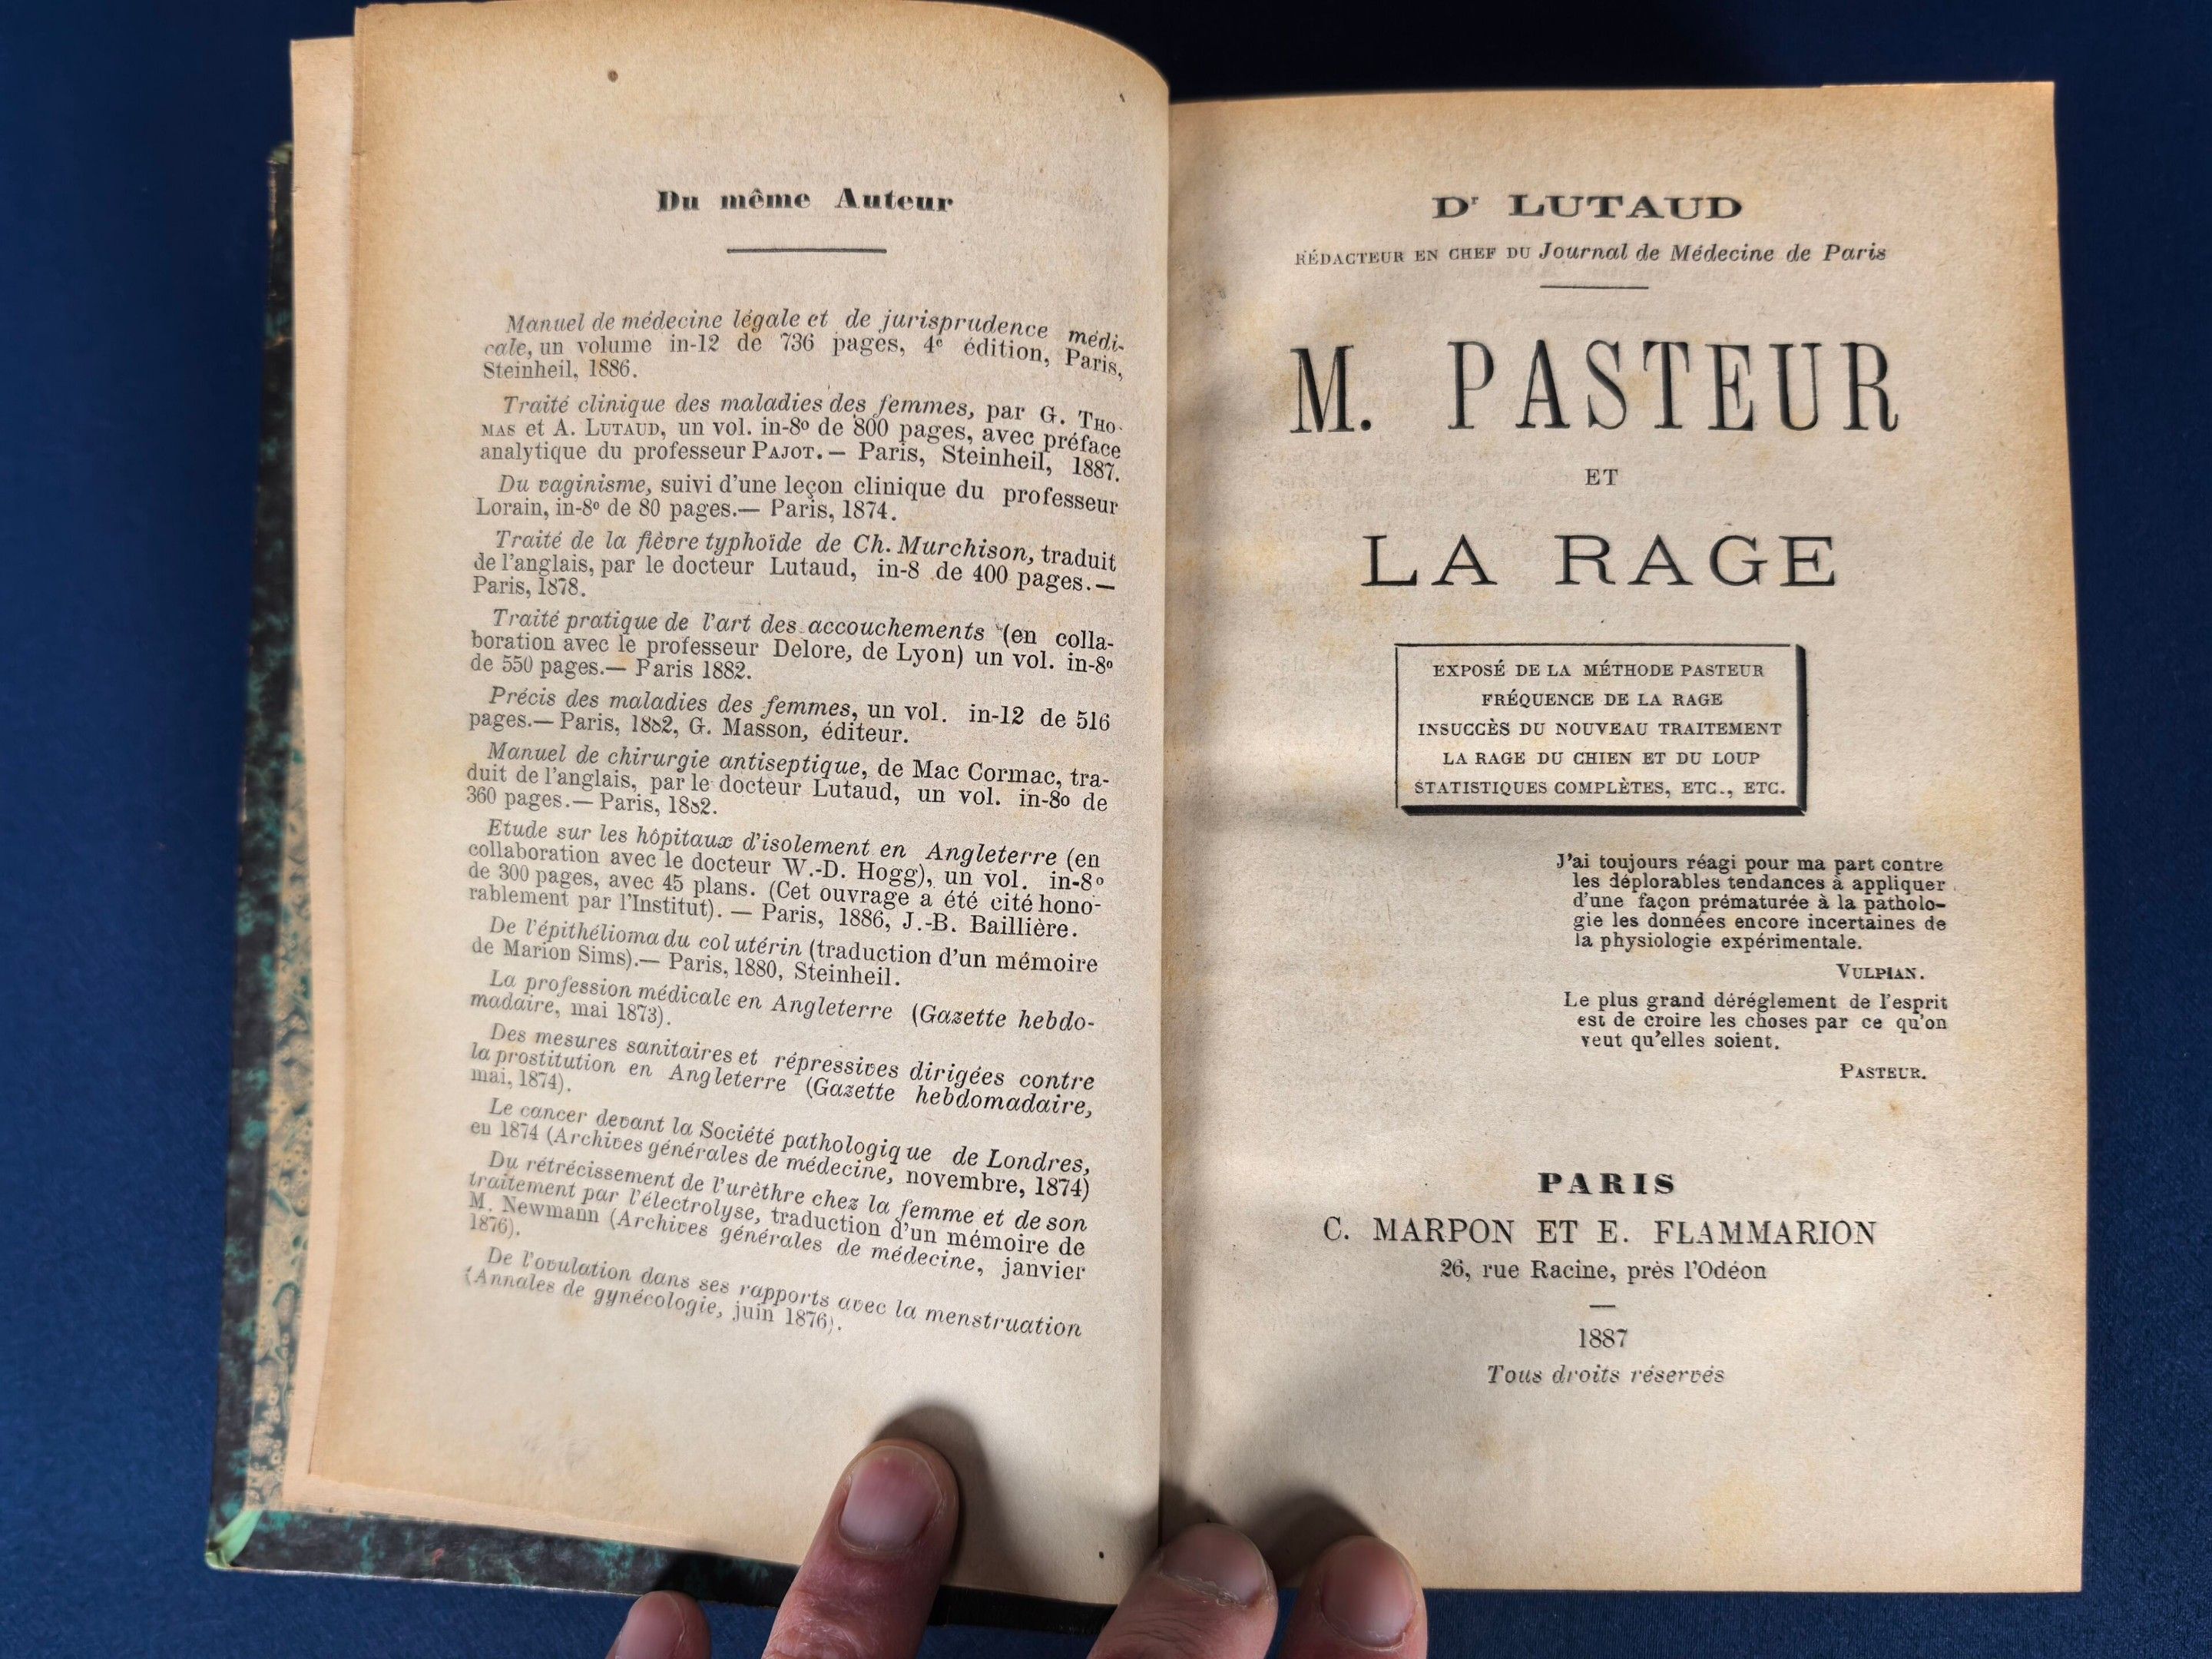 Du même Auteur
Manuel de médecine légale et de jurisprudence médi-
cale, un volume in-12 de 736 pages, 4e édition, Paris,
Steinheil, 1886.
Traité clinique des maladies des femmes, par G. THO-
MAS et A. LUTAUD, un vol. in-8o de 800 pages, avec préface
analytique du professeur PAJOT. — Paris, Steinheil, 1887.
Du vaginisme, suivi d'une leçon clinique du professeur
Lorain, in-8o de 80 pages.— Paris, 1874.
Traité de la fièvre typhoïde de Ch. Murchison, traduit
de l'anglais, par le docteur Lutaud, in-8 de 400 pages.—
Paris, 1878.
Traité pratique de l'art des accouchements (en colla-
boration avec le professeur Delore, de Lyon) un vol. in-8o
de 550 pages.— Paris 1882.
Précis des maladies des femmes, un vol. in-12 de 516
pages.— Paris, 1882, G. Masson, éditeur.
Manuel de chirurgie antiseptique, de Mac Cormac, tra-
duit de l'anglais, par le docteur Lutaud, un vol. in-8o de
360 pages.— Paris, 1882.
Etude sur les hôpitaux d'isolement en Angleterre (en
collaboration avec le docteur W.-D. Hogg), un vol. in-8o
de 300 pages, avec 45 plans. (Cet ouvrage a été cité hono-
rablement par l'Institut). — Paris, 1886, J.-B. Baillière.
De l'épithélioma du col utérin (traduction d'un mémoire
de Marion Sims).— Paris, 1880, Steinheil.
La profession médicale en Angleterre (Gazette hebdo-
madaire, mai 1873).
Des mesures sanitaires et répressives dirigées contre
la prostitution en Angleterre (Gazette hebdomadaire,
mai, 1874).
Le cancer devant la Société pathologique de Londres,
en 1874 (Archives générales de médecine, novembre, 1874)
Du rétrécissement de l'urèthre chez la femme et de son
traitement par l'électrolyse, traduction d'un mémoire de
M. Newmann (Archives générales de médecine, janvier
1876).
De l'ovulation dans ses rapports avec la menstruation
(Annales de gynécologie, juin 1876).
Dr LUTAUD
RÉDACTEUR EN CHEF DU Journal de Médecine de Paris
M. PASTEUR
ET
LA RAGE
EXPOSÉ DE LA MÉTHODE PASTEUR
FRÉQUENCE DE LA RAGE
INSUCCÈS DU NOUVEAU TRAITEMENT
LA RAGE DU CHIEN ET DU LOUP
STATISTIQUES COMPLÈTES, ETC., ETC.
J'ai toujours réagi pour ma part contre
les déplorables tendances à appliquer
d'une façon prématurée à la patholo-
gie les données encore incertaines de
la physiologie expérimentale.
VULPIAN.
Le plus grand déréglement de l'esprit
est de croire les choses par ce qu'on
veut qu'elles soient.
PASTEUR.
PARIS
C. MARPON ET E. FLAMMARION
26, rue Racine, près l'Odéon
1887
Tous droits réservés